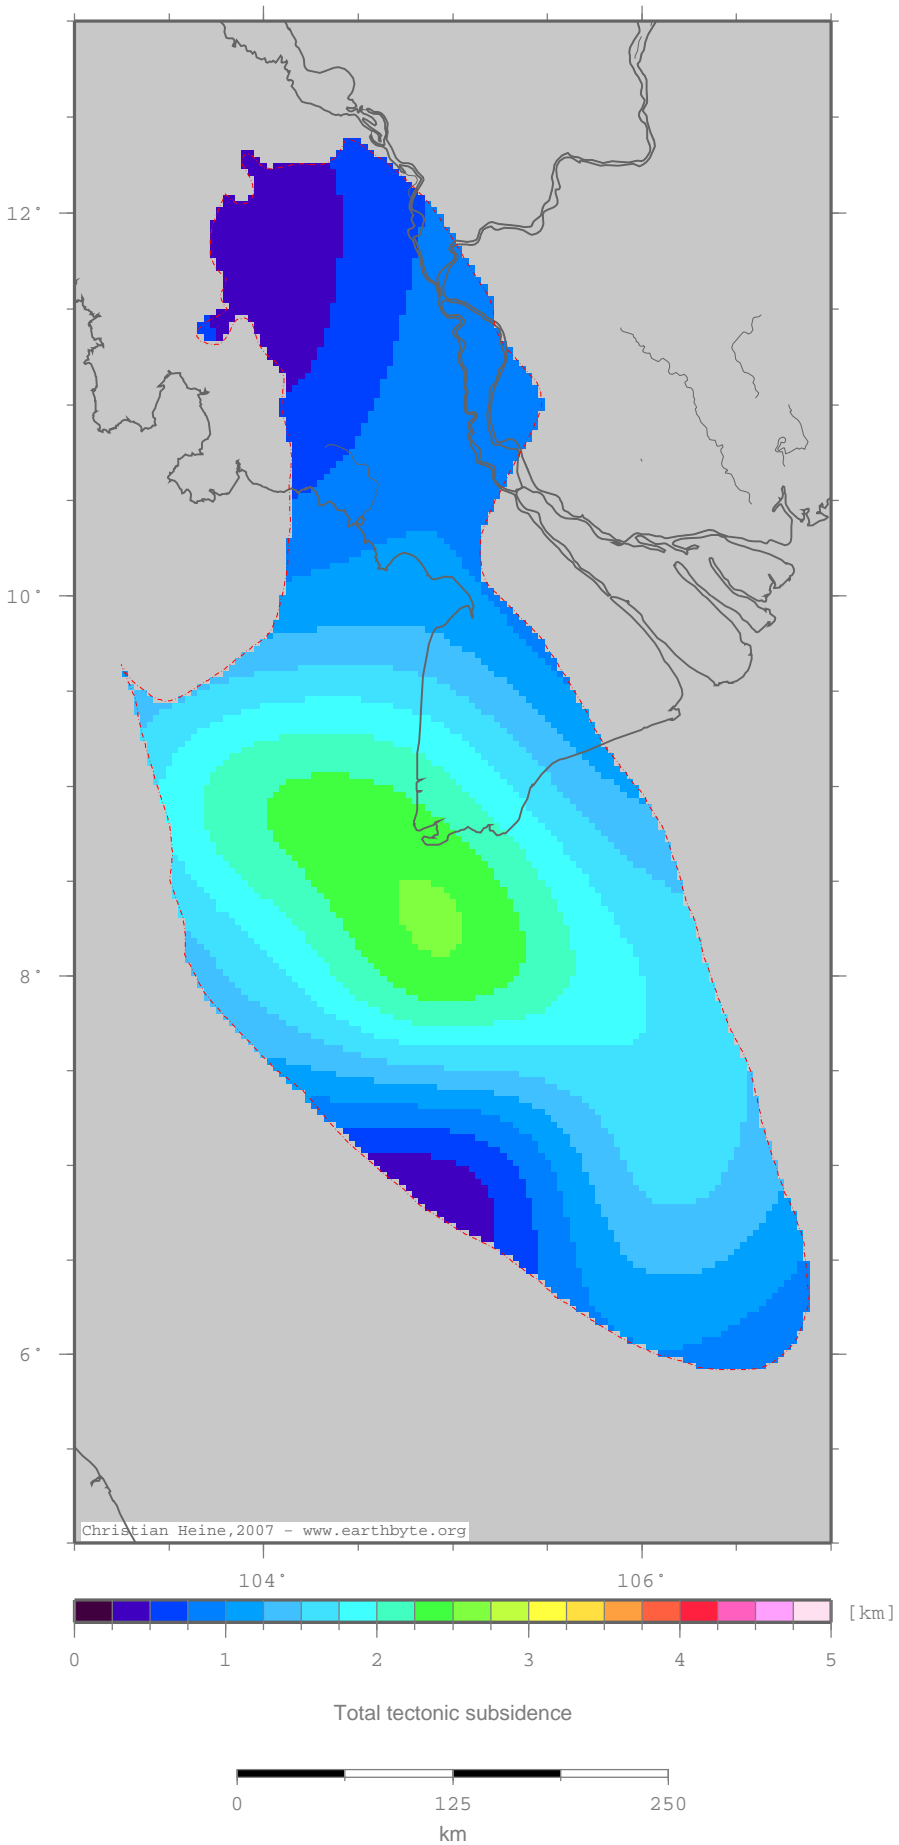 12°
10°
8°
6°
Christian Heine,2007 - www.earthbyte.org
104° 106°
[km]
0 1 2 3 4 5
Total tectonic subsidence
0 125 250
km